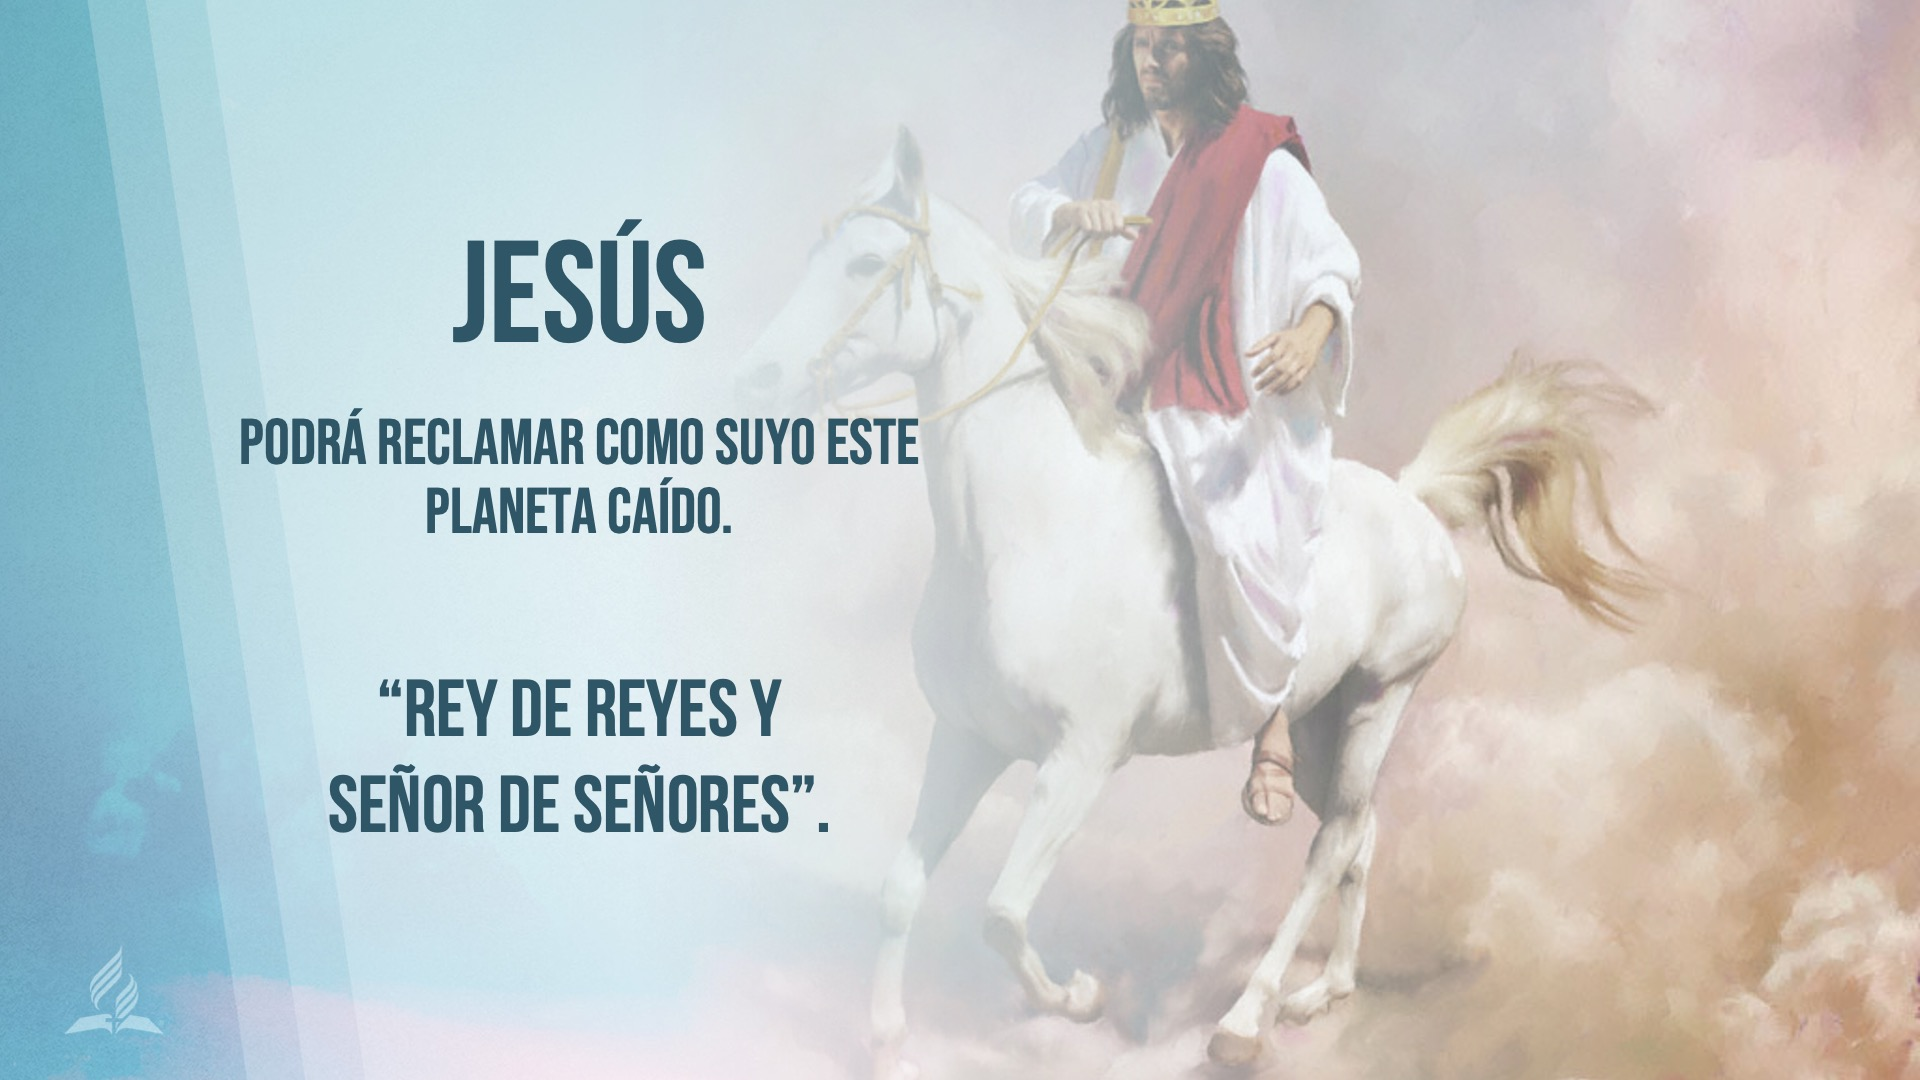 JESÚS
PODRÁ RECLAMAR COMO SUYO ESTE
PLANETA CAÍDO.
“REY DE REYES Y
SEÑOR DE SEÑORES”.